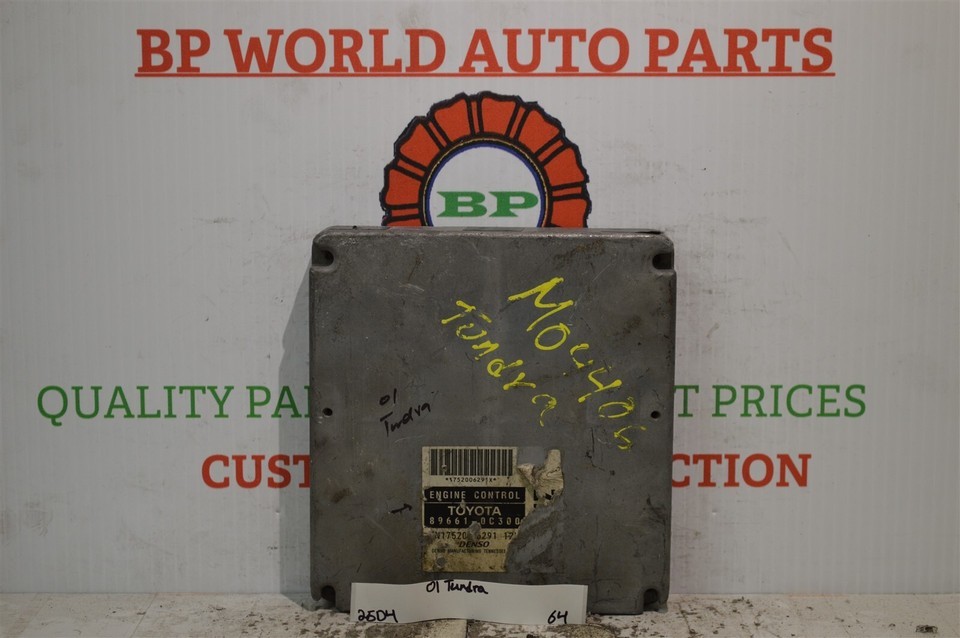 BP WORLD AUTO PARTS
BP
M04406
Tundra
QUALITY PA T PRICES
01
Tundra
CUST CTION
*17520062918*
ENGINE CONTROL
TOYOTA
89661-0C300
DENSO
01 Tundra
25D4 64